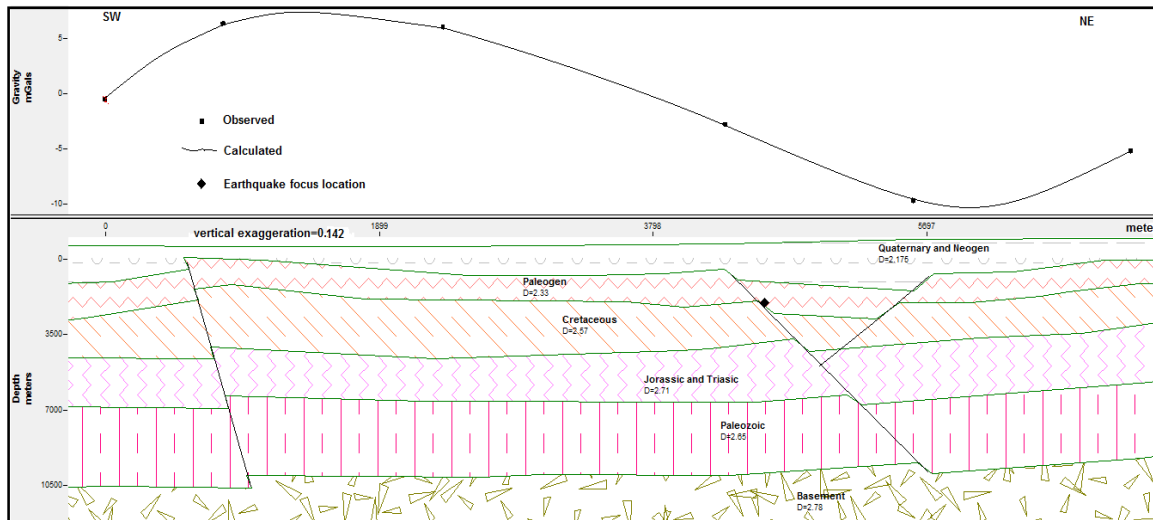 SW
NE
5
0
-5
-10
Gravity
mGals
Observed
Calculated
Earthquake focus location
0
1899
3798
5697
mete
vertical exaggeration=0.142
Quaternary and Neogen
D=2.175
0
3500
7000
10500
Depth
meters
Paleogen
D=2.33
Cretaceous
D=2.57
Jorassic and Triasic
D=2.71
Paleozoic
D=2.65
Basement
D=2.78